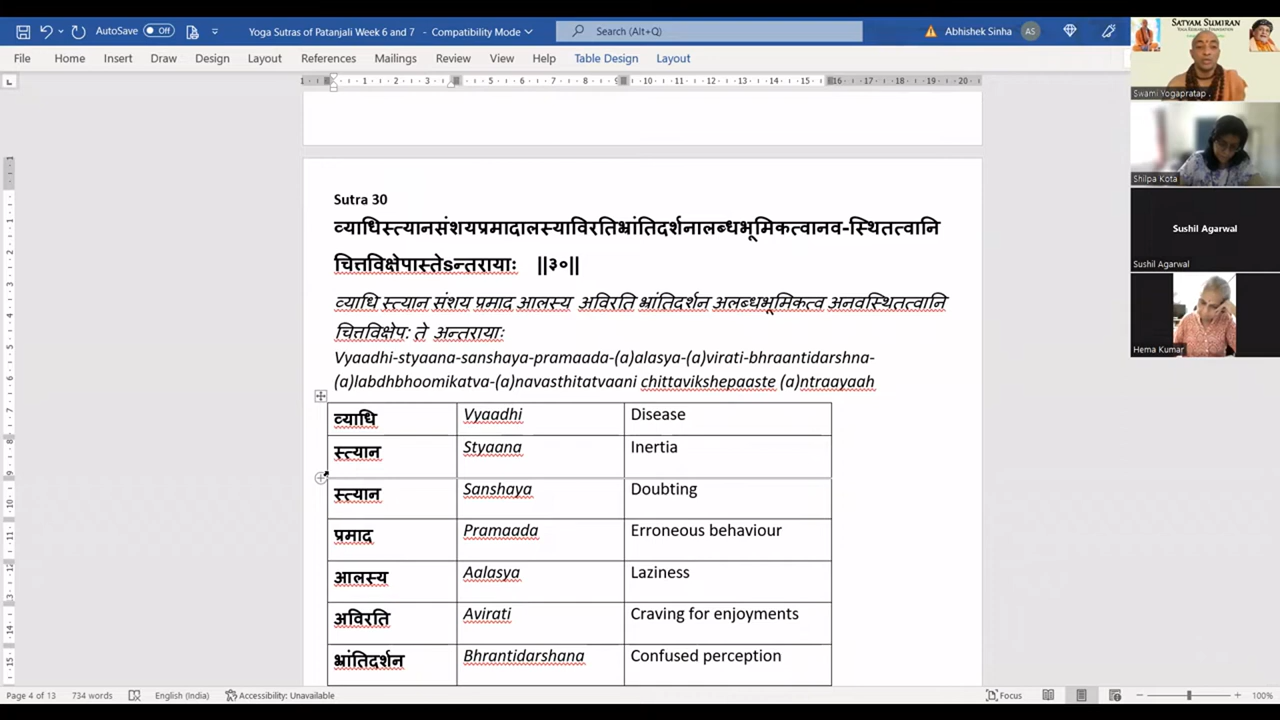 AutoSave Off
Yoga Sutras of Patanjali Week 6 and 7 - Compatibility Mode
Search (Alt+Q)
Abhishek Sinha
AS
File Home Insert Draw Design Layout References Mailings Review View Help Table Design Layout
Sutra 30
व्याधिस्त्यानसंशयप्रमादालस्याविरतिभ्रांतिदर्शनालब्धभूमिकत्वानव-स्थितत्वानि
चित्तविक्षेपास्तेsन्तरायाः ||३०||
व्याधि स्त्यान संशय प्रमाद आलस्य अविरति भ्रांतिदर्शन अलब्धभूमिकत्व अनवस्थितत्वानि
चित्तविक्षेप: ते अन्तरायाः
Vyaadhi-styaana-sanshaya-pramaada-(a)alasya-(a)virati-bhraantidarshna-
(a)labdhbhoomikatva-(a)navasthitatvaani chittavikshepaaste (a)ntraayaah
व्याधि Vyaadhi Disease
स्त्यान Styaana Inertia
स्त्यान Sanshaya Doubting
प्रमाद Pramaada Erroneous behaviour
आलस्य Aalasya Laziness
अविरति Avirati Craving for enjoyments
भ्रांतिदर्शन Bhrantidarshana Confused perception
Page 4 of 13 734 words English (India) Accessibility: Unavailable Focus 100%
SATYAM SUMIRAN
Swami Yogapratap .
Shilpa Kota
Sushil Agarwal
Sushil Agarwal
Hema Kumar